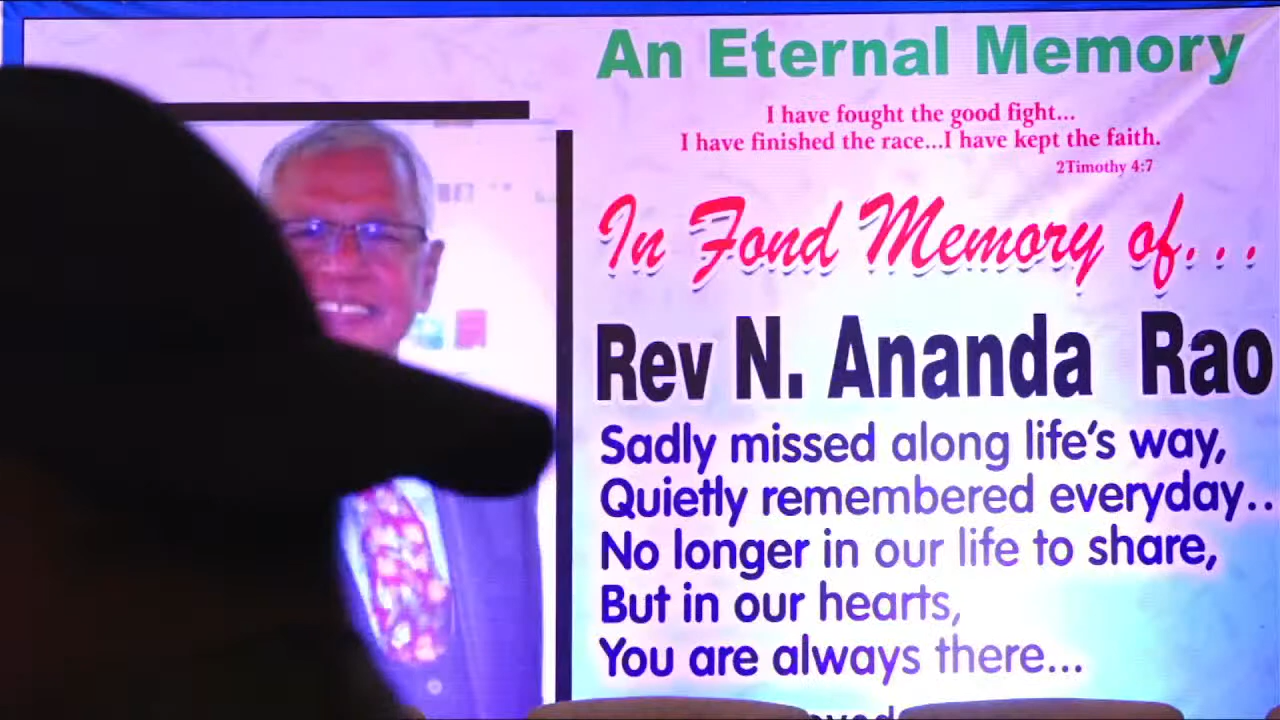 An Eternal Memory
I have fought the good fight...
I have finished the race...I have kept the faith.
2Timothy 4:7
In Fond Memory of...
Rev N. Ananda Rao
Sadly missed along life's way,
Quietly remembered everyday..
No longer in our life to share,
But in our hearts,
You are always there...